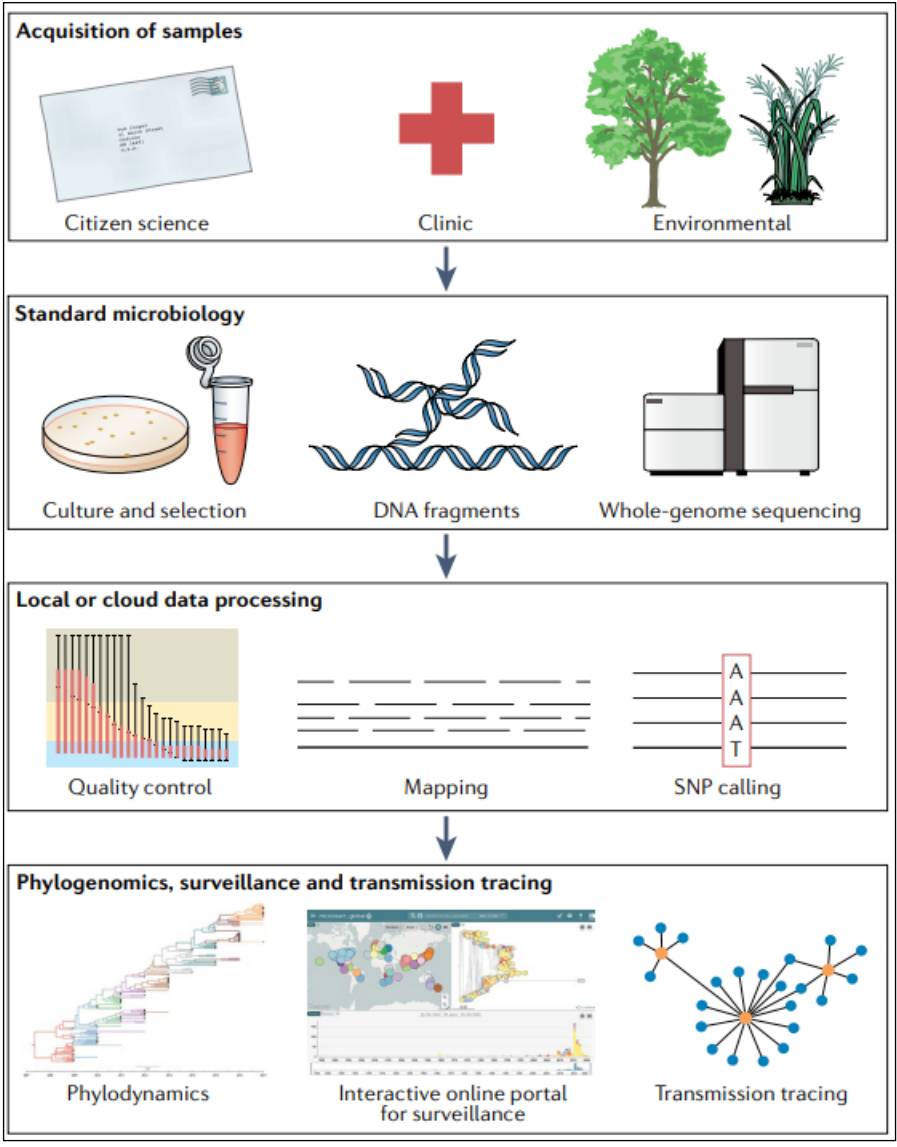 Acquisition of samples
Citizen science
Clinic
Environmental
Standard microbiology
Culture and selection
DNA fragments
Whole-genome sequencing
Local or cloud data processing
A
A
A
T
Quality control
Mapping
SNP calling
Phylogenomics, surveillance and transmission tracing
Phylodynamics
Interactive online portal
for surveillance
Transmission tracing